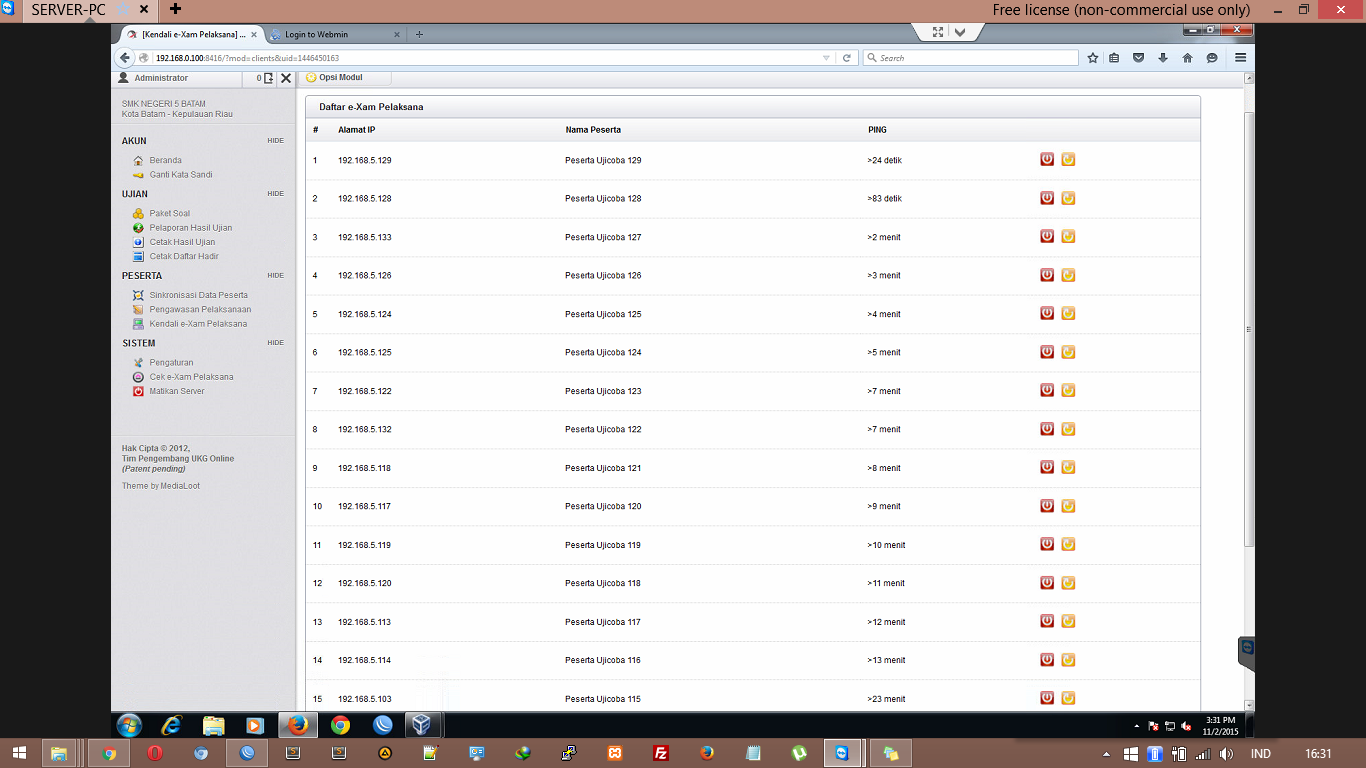 SERVER-PC
Free license (non-commercial use only)
[Kendali e-Xam Pelaksana] ...
Login to Webmin
192.168.0.100:8416/?mod=clients&uid=1446450163
Search
Administrator
0
Opsi Modul
SMK NEGERI 5 BATAM
Kota Batam - Kepulauan Riau
AKUN HIDE
Beranda
Ganti Kata Sandi
UJIAN HIDE
Paket Soal
Pelaporan Hasil Ujian
Cetak Hasil Ujian
Cetak Daftar Hadir
PESERTA HIDE
Sinkronisasi Data Peserta
Pengawasan Pelaksanaan
Kendali e-Xam Pelaksana
SISTEM HIDE
Pengaturan
Cek e-Xam Pelaksana
Matikan Server
Hak Cipta © 2012,
Tim Pengembang UKG Online
(Patent pending)
Theme by MediaLoot
Daftar e-Xam Pelaksana
# Alamat IP Nama Peserta PING
1 192.168.5.129 Peserta Ujicoba 129 >24 detik
2 192.168.5.128 Peserta Ujicoba 128 >83 detik
3 192.168.5.133 Peserta Ujicoba 127 >2 menit
4 192.168.5.126 Peserta Ujicoba 126 >3 menit
5 192.168.5.124 Peserta Ujicoba 125 >4 menit
6 192.168.5.125 Peserta Ujicoba 124 >5 menit
7 192.168.5.122 Peserta Ujicoba 123 >7 menit
8 192.168.5.132 Peserta Ujicoba 122 >7 menit
9 192.168.5.118 Peserta Ujicoba 121 >8 menit
10 192.168.5.117 Peserta Ujicoba 120 >9 menit
11 192.168.5.119 Peserta Ujicoba 119 >10 menit
12 192.168.5.120 Peserta Ujicoba 118 >11 menit
13 192.168.5.113 Peserta Ujicoba 117 >12 menit
14 192.168.5.114 Peserta Ujicoba 116 >13 menit
15 192.168.5.103 Peserta Ujicoba 115 >23 menit
3:31 PM
11/2/2015
IND
16:31